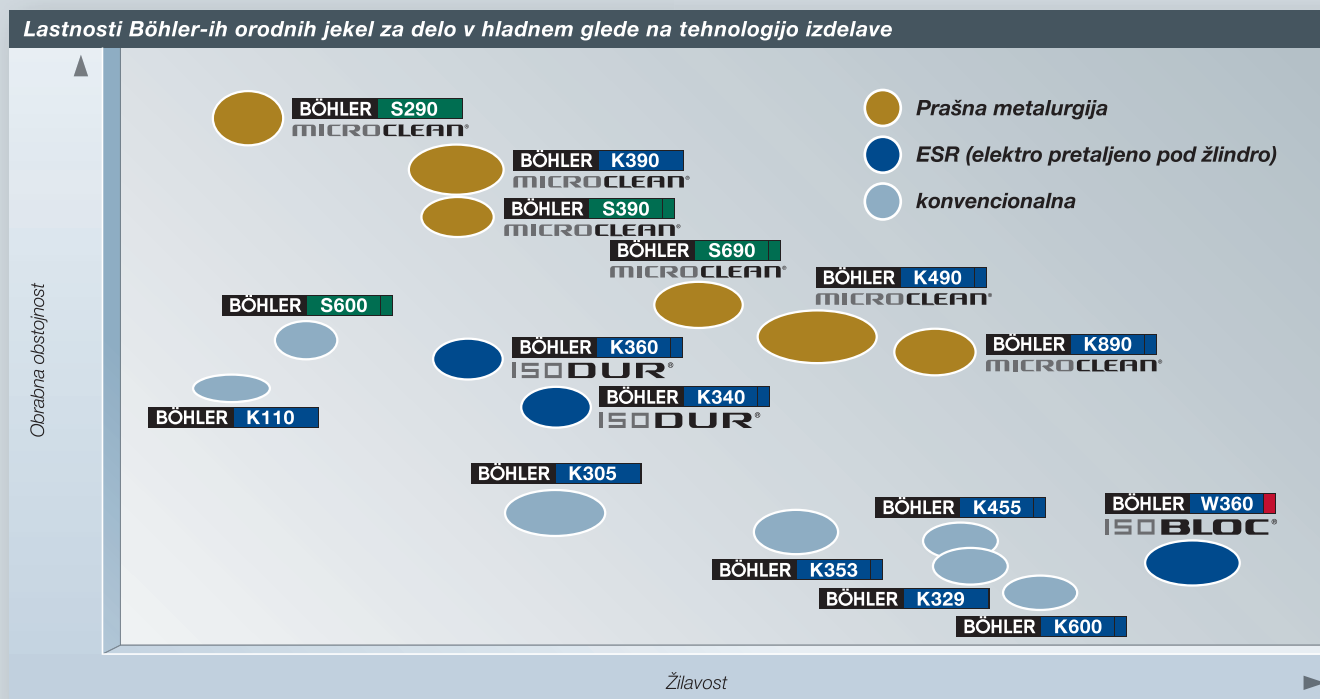 Lastnosti Böhler-ih orodnih jekel za delo v hladnem glede na tehnologijo izdelave
BÖHLER S290
MICROCLEAN®
Prašna metalurgija
BÖHLER K390
MICROCLEAN®
ESR (elektro pretaljeno pod žlindro)
BÖHLER S390
MICROCLEAN®
konvencionalna
BÖHLER S690
MICROCLEAN®
BÖHLER K490
MICROCLEAN®
BÖHLER S600
BÖHLER K360
ISODUR®
BÖHLER K890
MICROCLEAN®
Obrabna obstojnost
BÖHLER K340
ISODUR®
BÖHLER K110
BÖHLER K305
BÖHLER K455
BÖHLER W360
ISOBLOC®
BÖHLER K353
BÖHLER K329
BÖHLER K600
Žilavost